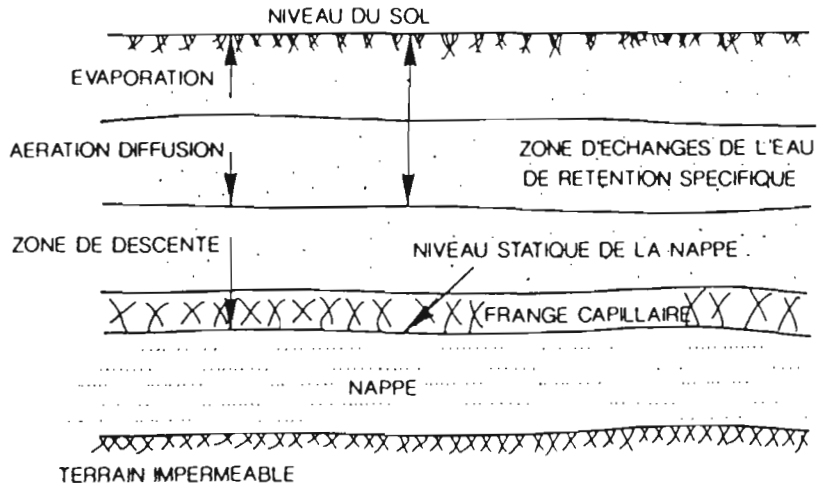 NIVEAU DU SOL
EVAPORATION
AERATION DIFFUSION
ZONE D'ECHANGES DE L'EAU
DE RETENTION SPECIFIQUE
ZONE DE DESCENTE
NIVEAU STATIQUE DE LA NAPPE
FRANGE CAPILLAIRE
NAPPE
TERRAIN IMPERMEABLE